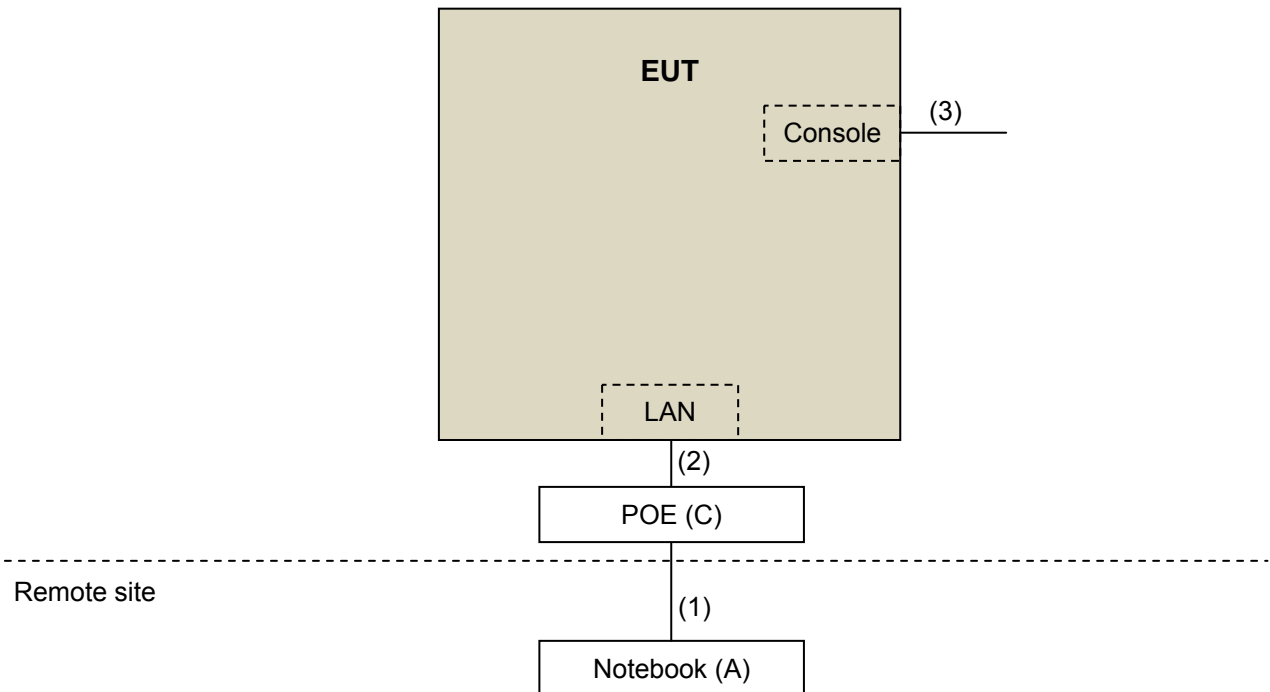 EUT
(3)
Console
LAN
(2)
POE (C)
Remote site
(1)
Notebook (A)